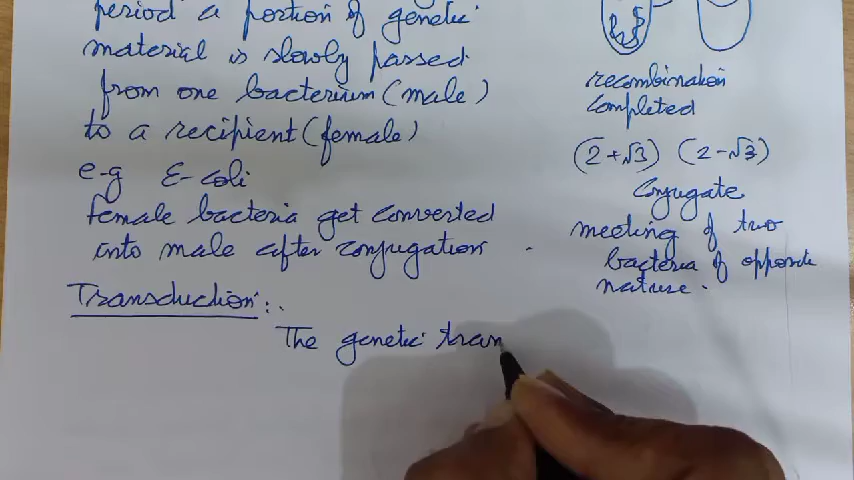 period a portion of genetic
material is slowly passed
from one bacterium (male)
to a recipient (female)
e.g E-coli
female bacteria get converted
into male after conjugation
Transduction:.
The genetic tran
recombination
completed
(2+√3) (2-√3)
Conjugate
meeting of two
bacteria of opposite
nature.